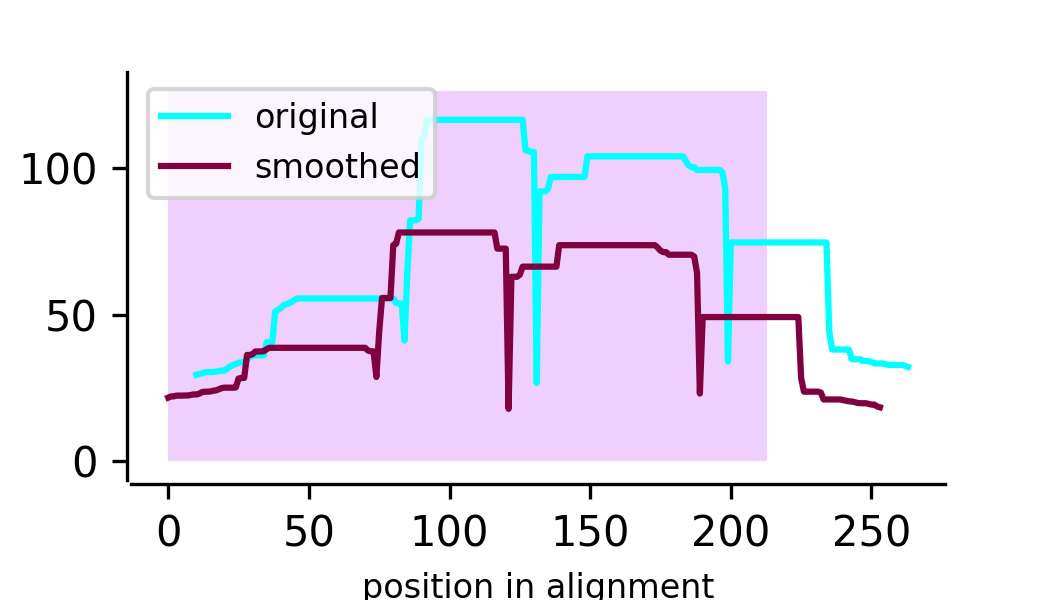 original
smoothed
100
50
0
0 50 100 150 200 250
position in alignment